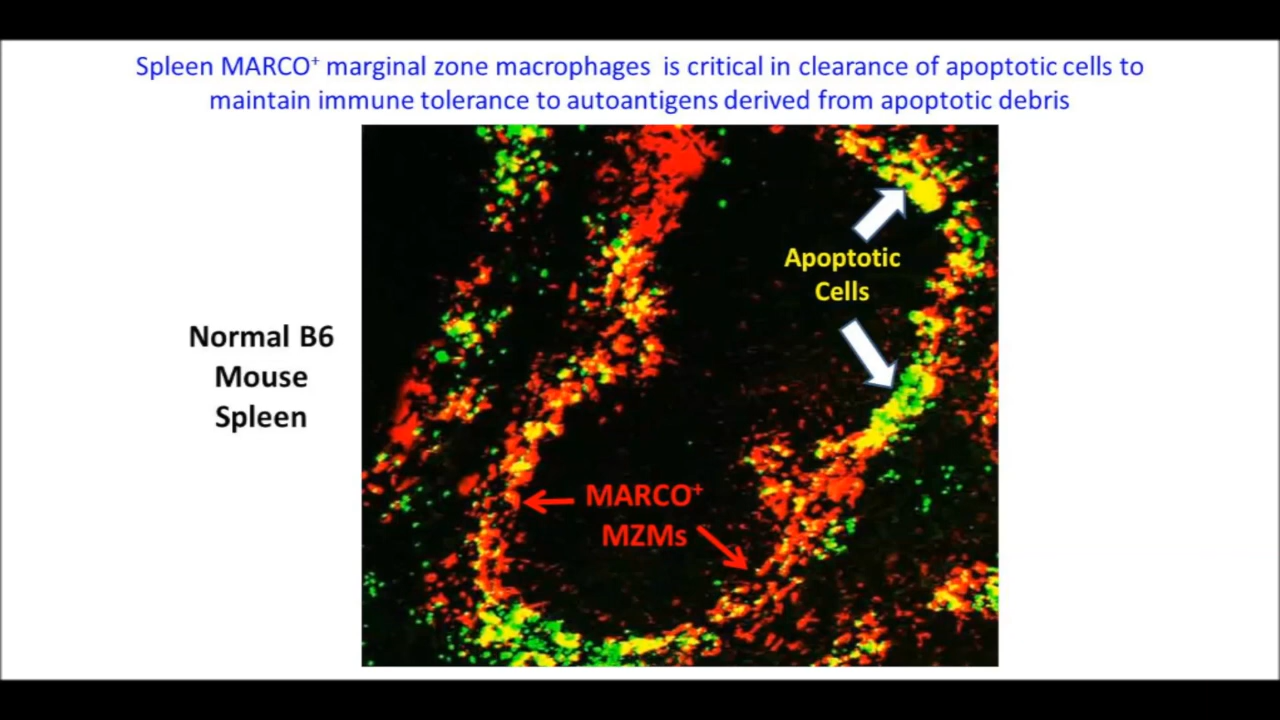 Spleen MARCO⁺ marginal zone macrophages is critical in clearance of apoptotic cells to
maintain immune tolerance to autoantigens derived from apoptotic debris
Apoptotic
Cells
Normal B6
Mouse
Spleen
MARCO⁺
MZMs